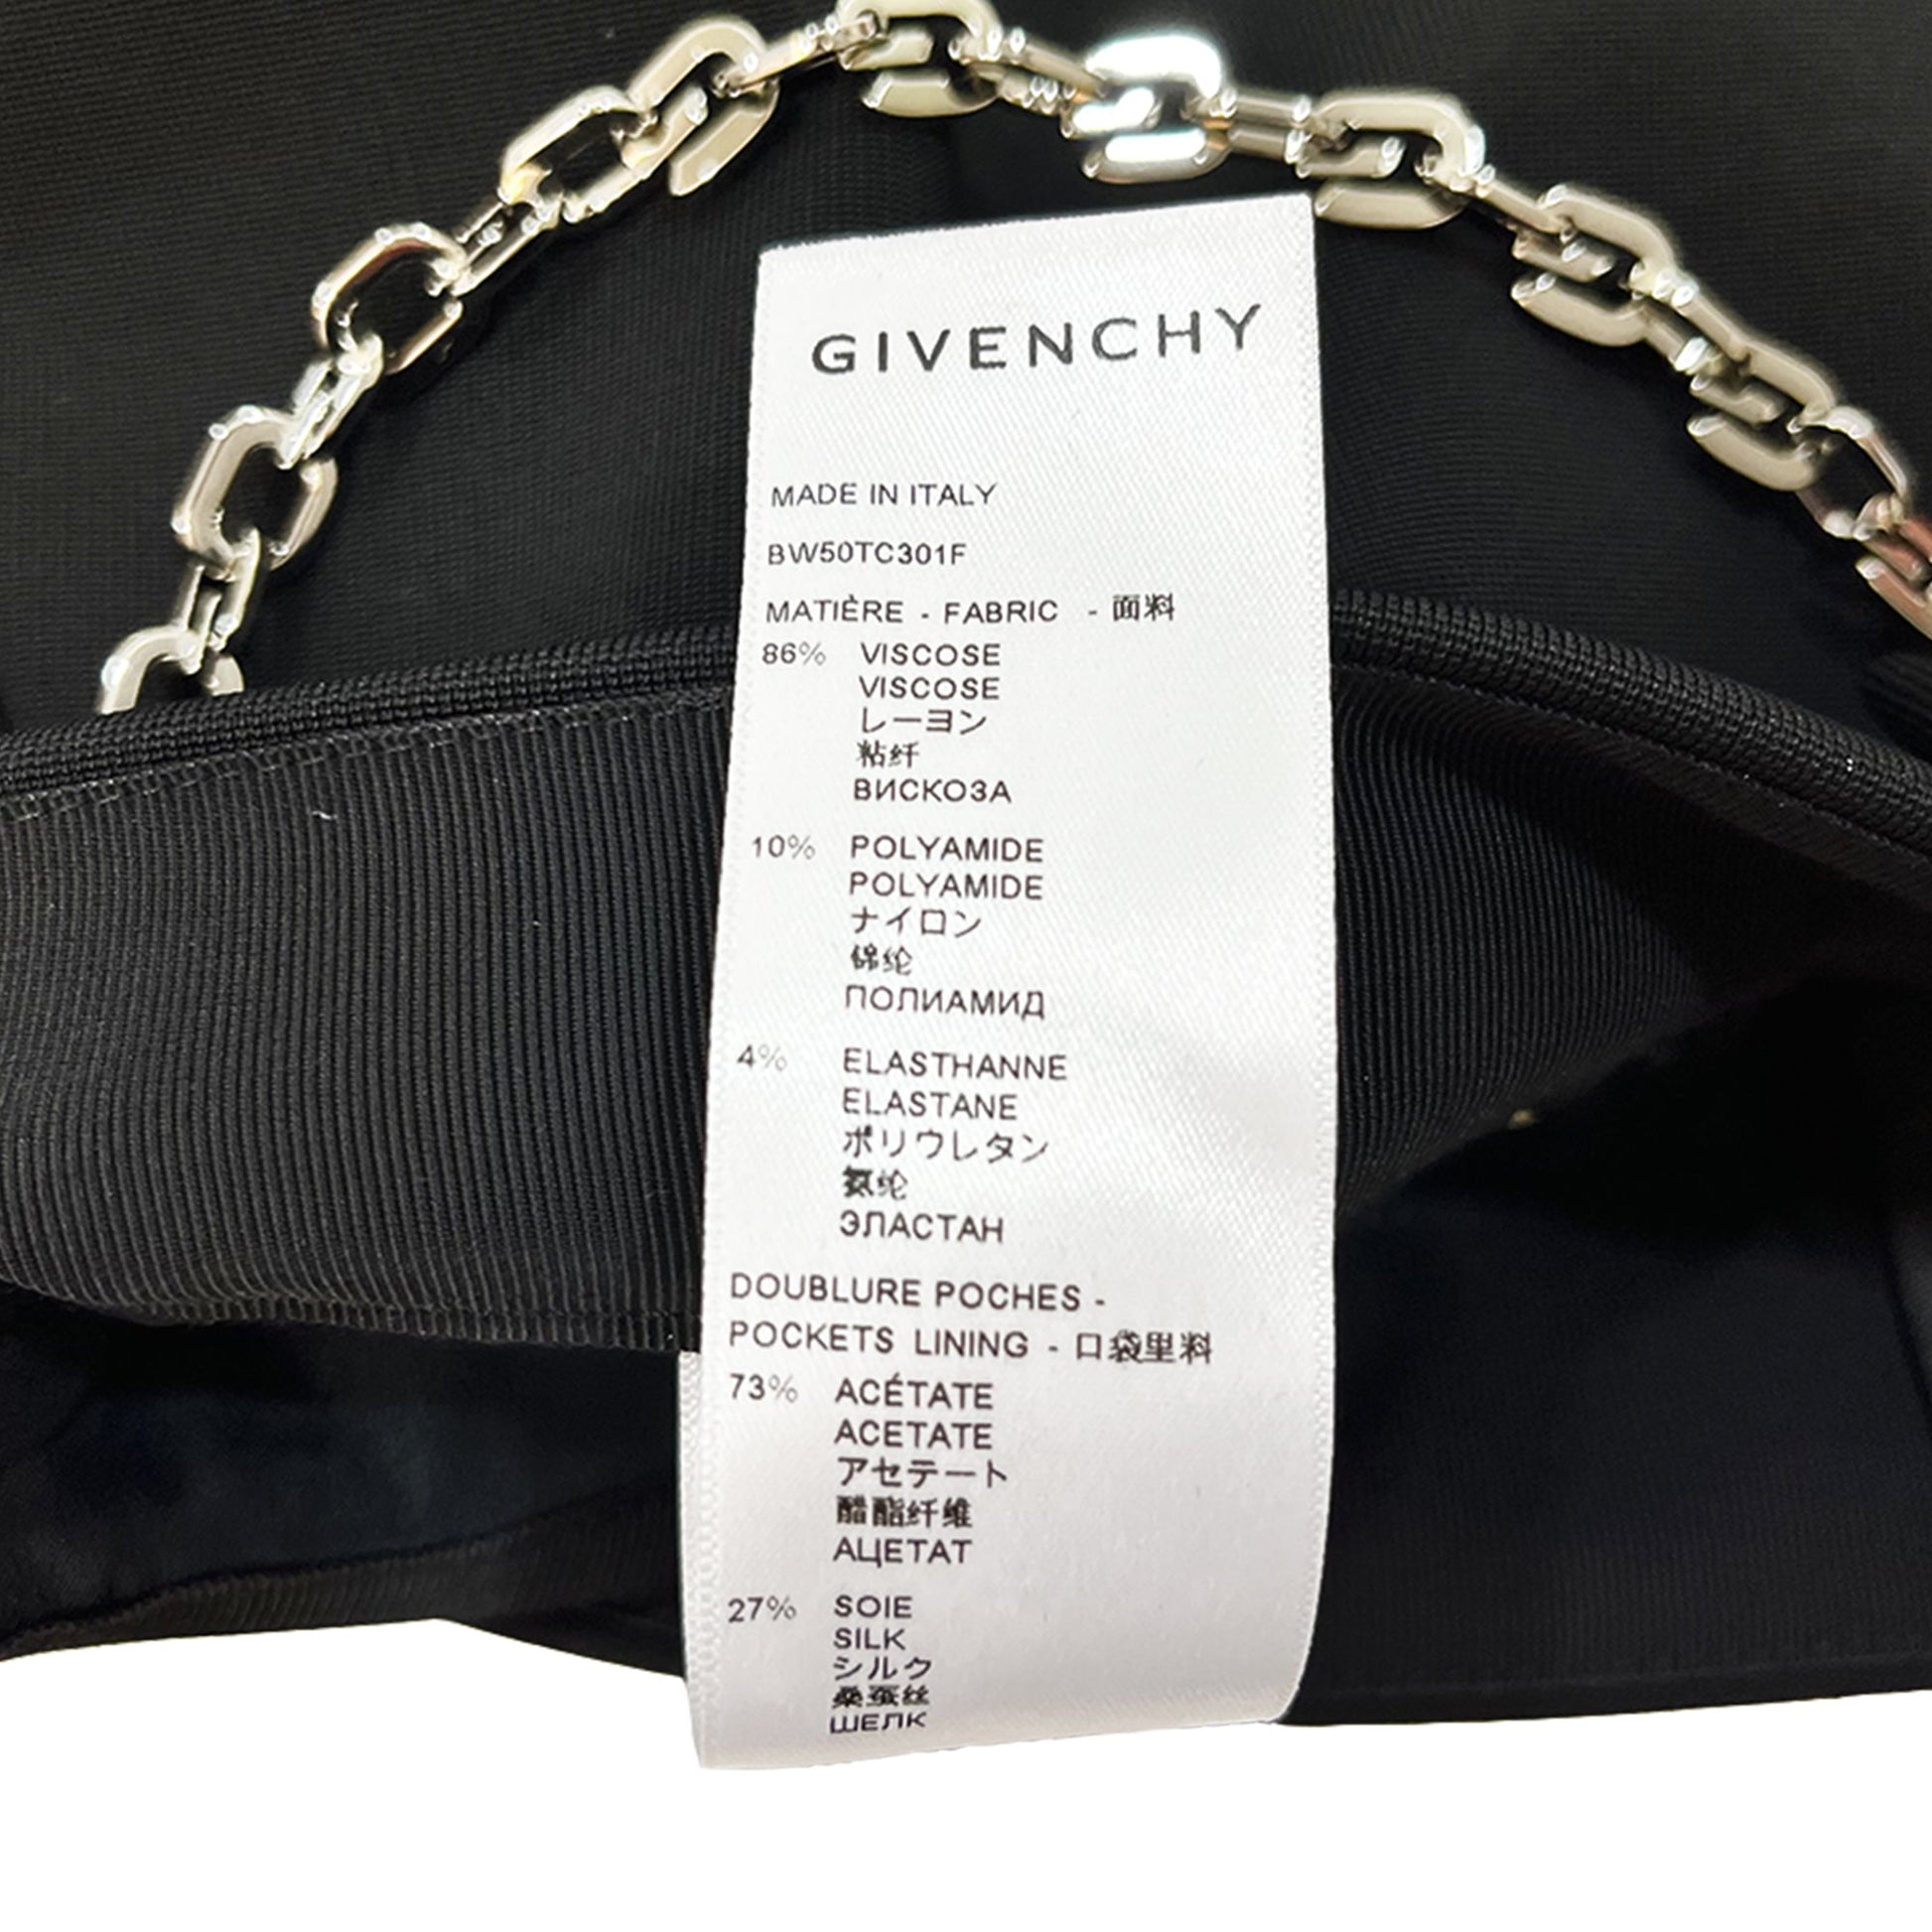 GIVENCHY
MADE IN ITALY
BW50TC301F
MATIÈRE - FABRIC - 面料
86% VISCOSE
VISCOSE
レーヨン
粘纤
ВИСКОЗА
10% POLYAMIDE
POLYAMIDE
ナイロン
锦纶
ПОЛИАМИД
4% ELASTHANNE
ELASTANE
ポリウレタン
氨纶
ЭЛАСТАН
DOUBLURE POCHES -
POCKETS LINING - 口袋里料
73% ACÉTATE
ACETATE
アセテート
醋酯纤维
АЦЕТАТ
27% SOIE
SILK
シルク
桑蚕丝
ШЕЛК